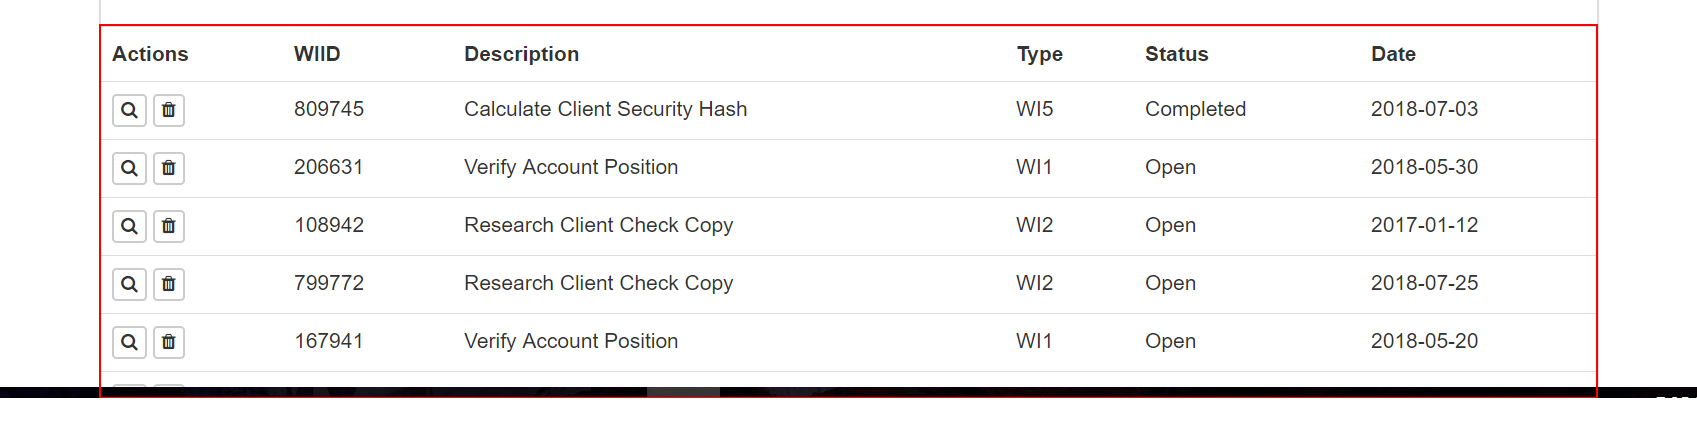 Actions WIID Description Type Status Date
809745 Calculate Client Security Hash WI5 Completed 2018-07-03
206631 Verify Account Position WI1 Open 2018-05-30
108942 Research Client Check Copy WI2 Open 2017-01-12
799772 Research Client Check Copy WI2 Open 2018-07-25
167941 Verify Account Position WI1 Open 2018-05-20